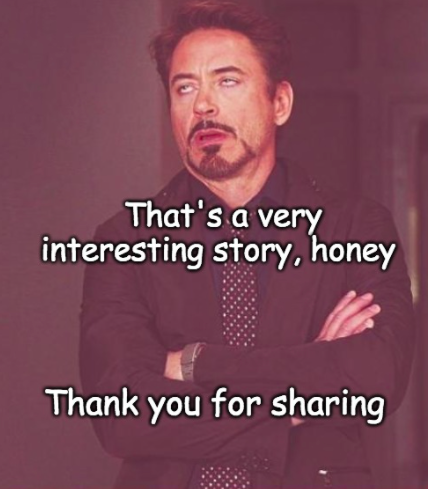 That's a very
interesting story, honey
Thank you for sharing